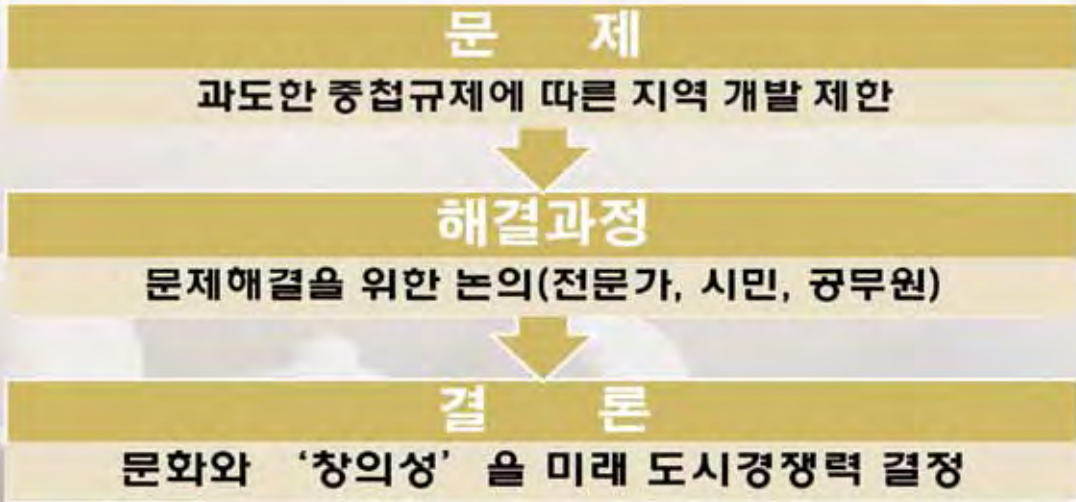 문 제
과도한 중첩규제에 따른 지역 개발 제한
해결과정
문제해결을 위한 논의(전문가, 시민, 공무원)
결 론
문화와 ‘창의성’ 을 미래 도시경쟁력 결정